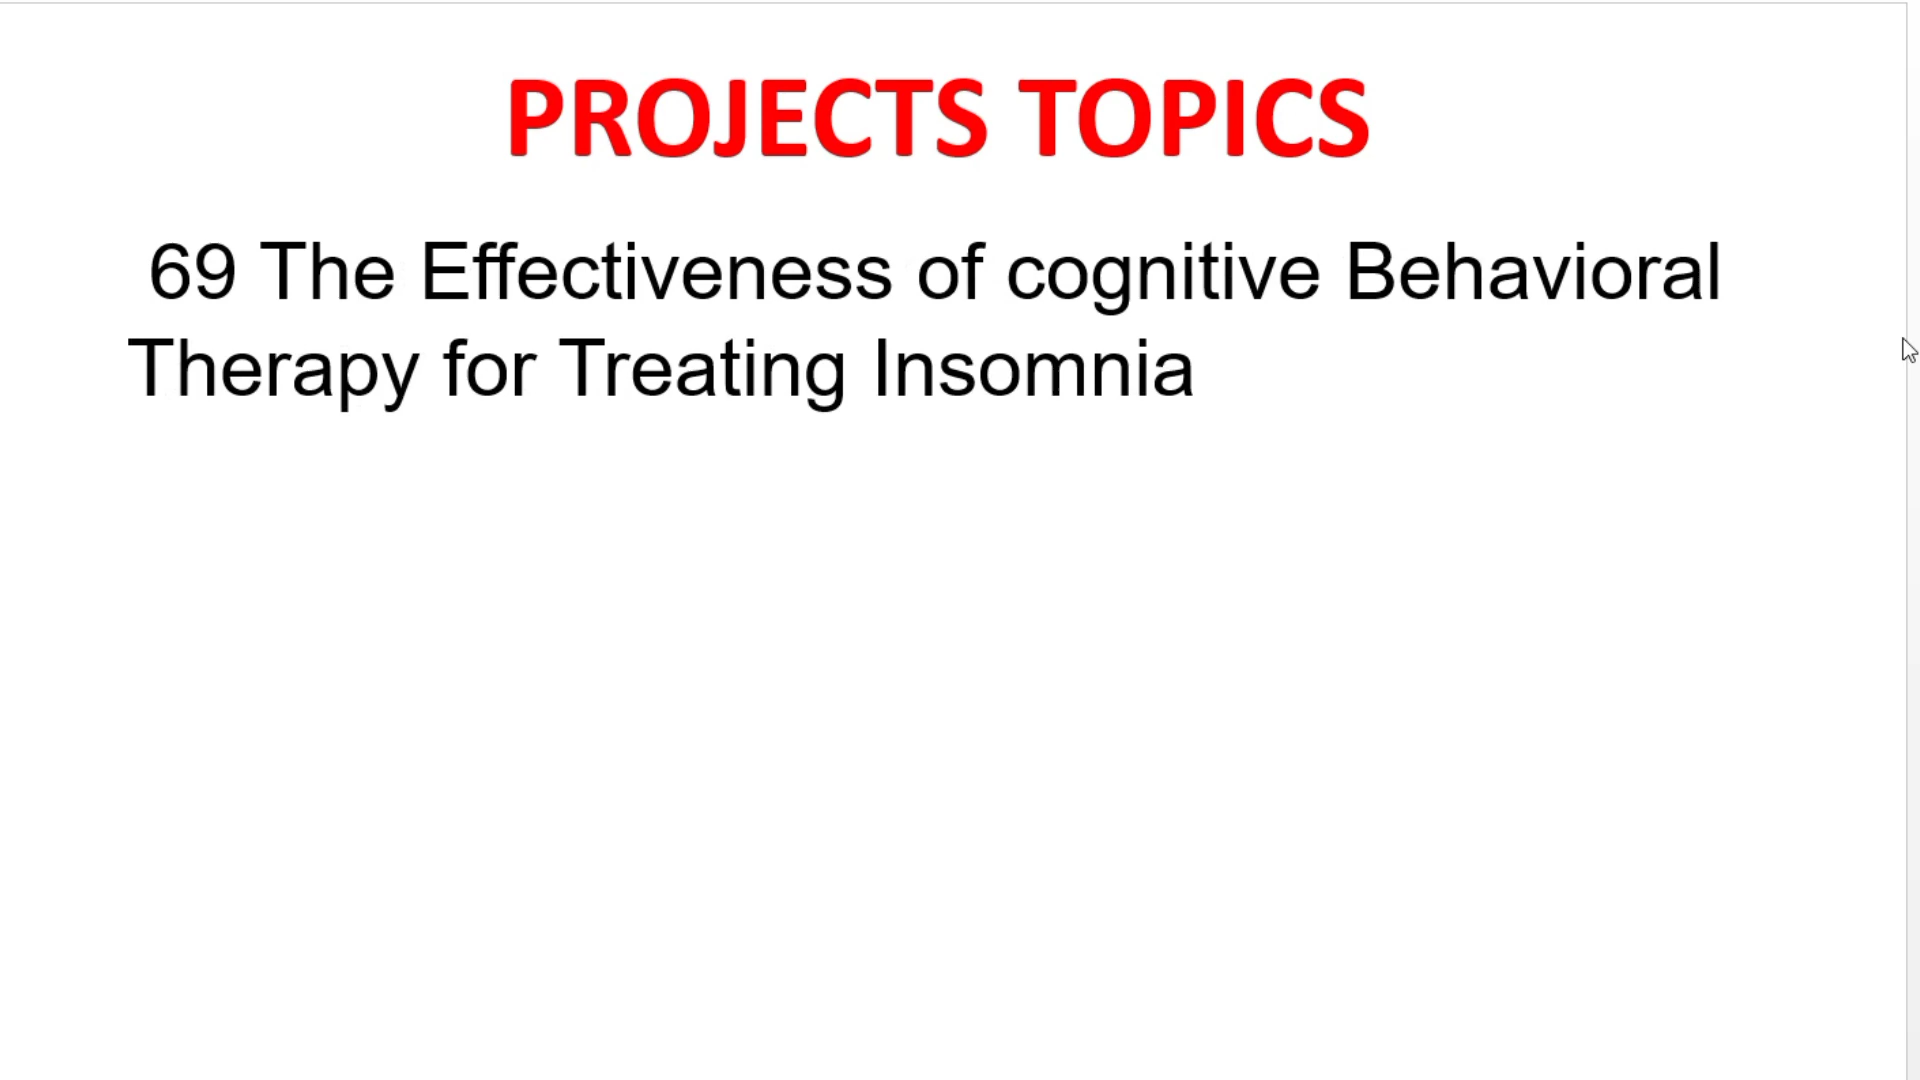 PROJECTS TOPICS
69 The Effectiveness of cognitive Behavioral
Therapy for Treating Insomnia